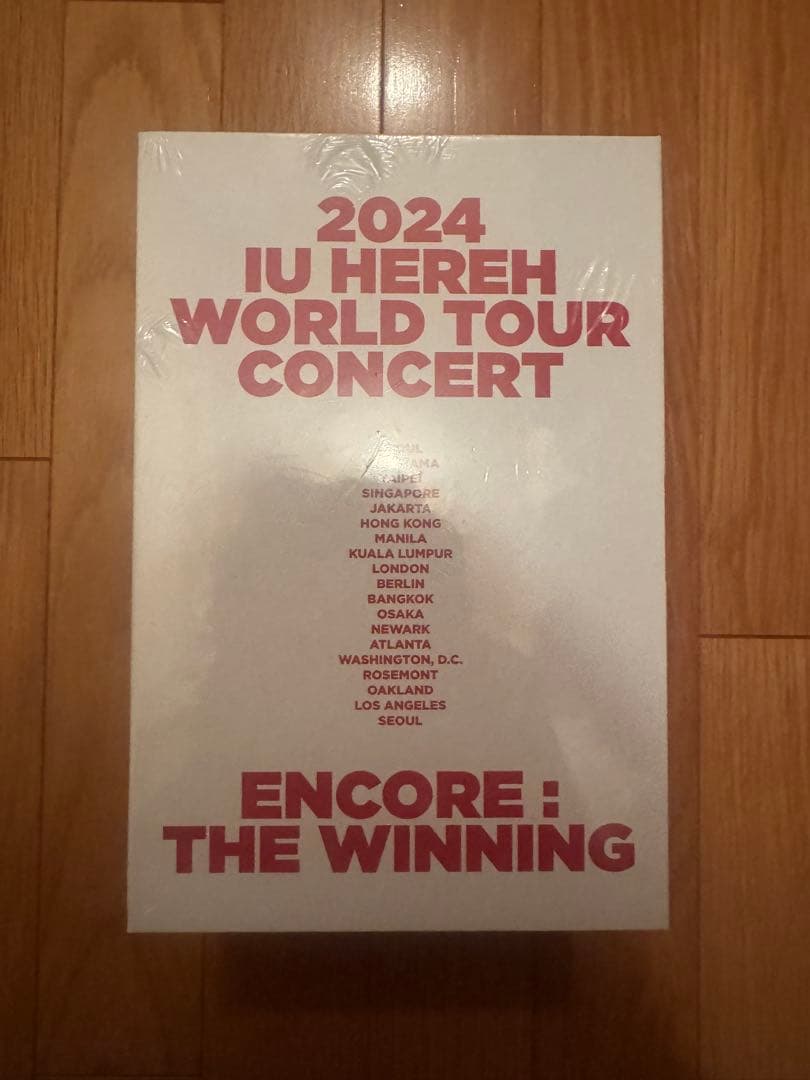 2024
IU HEREH
WORLD TOUR
CONCERT
TAIPEI
SINGAPORE
JAKARTA
HONG KONG
MANILA
KUALA LUMPUR
LONDON
BERLIN
BANGKOK
OSAKA
NEWARK
ATLANTA
WASHINGTON, D.C.
ROSEMONT
OAKLAND
LOS ANGELES
SEOUL
ENCORE :
THE WINNING